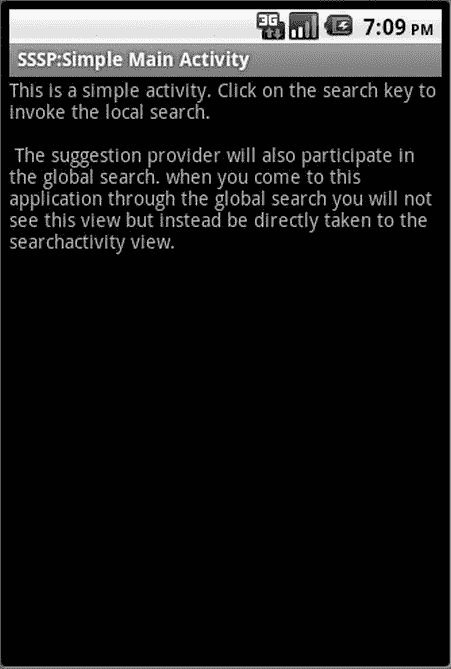 3G 7:09 PM
SSSP:Simple Main Activity
This is a simple activity. Click on the search key to
invoke the local search.
The suggestion provider will also participate in
the global search. when you come to this
application through the global search you will not
see this view but instead be directly taken to the
searchactivity view.